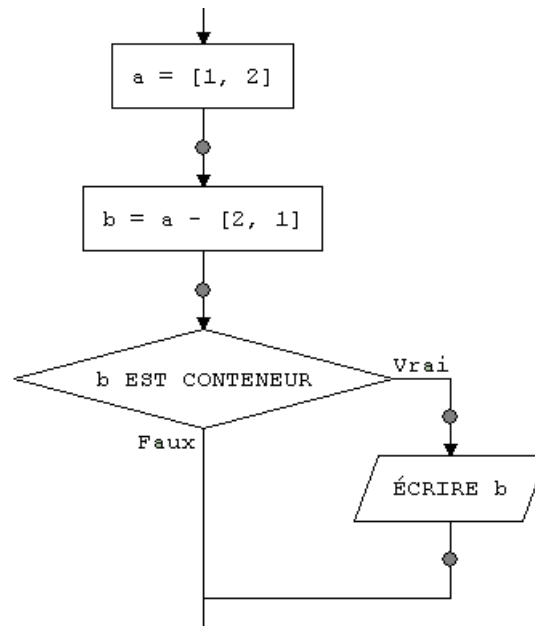 a = [1, 2]
b = a - [2, 1]
b EST CONTENEUR
Vrai
Faux
ÉCRIRE b